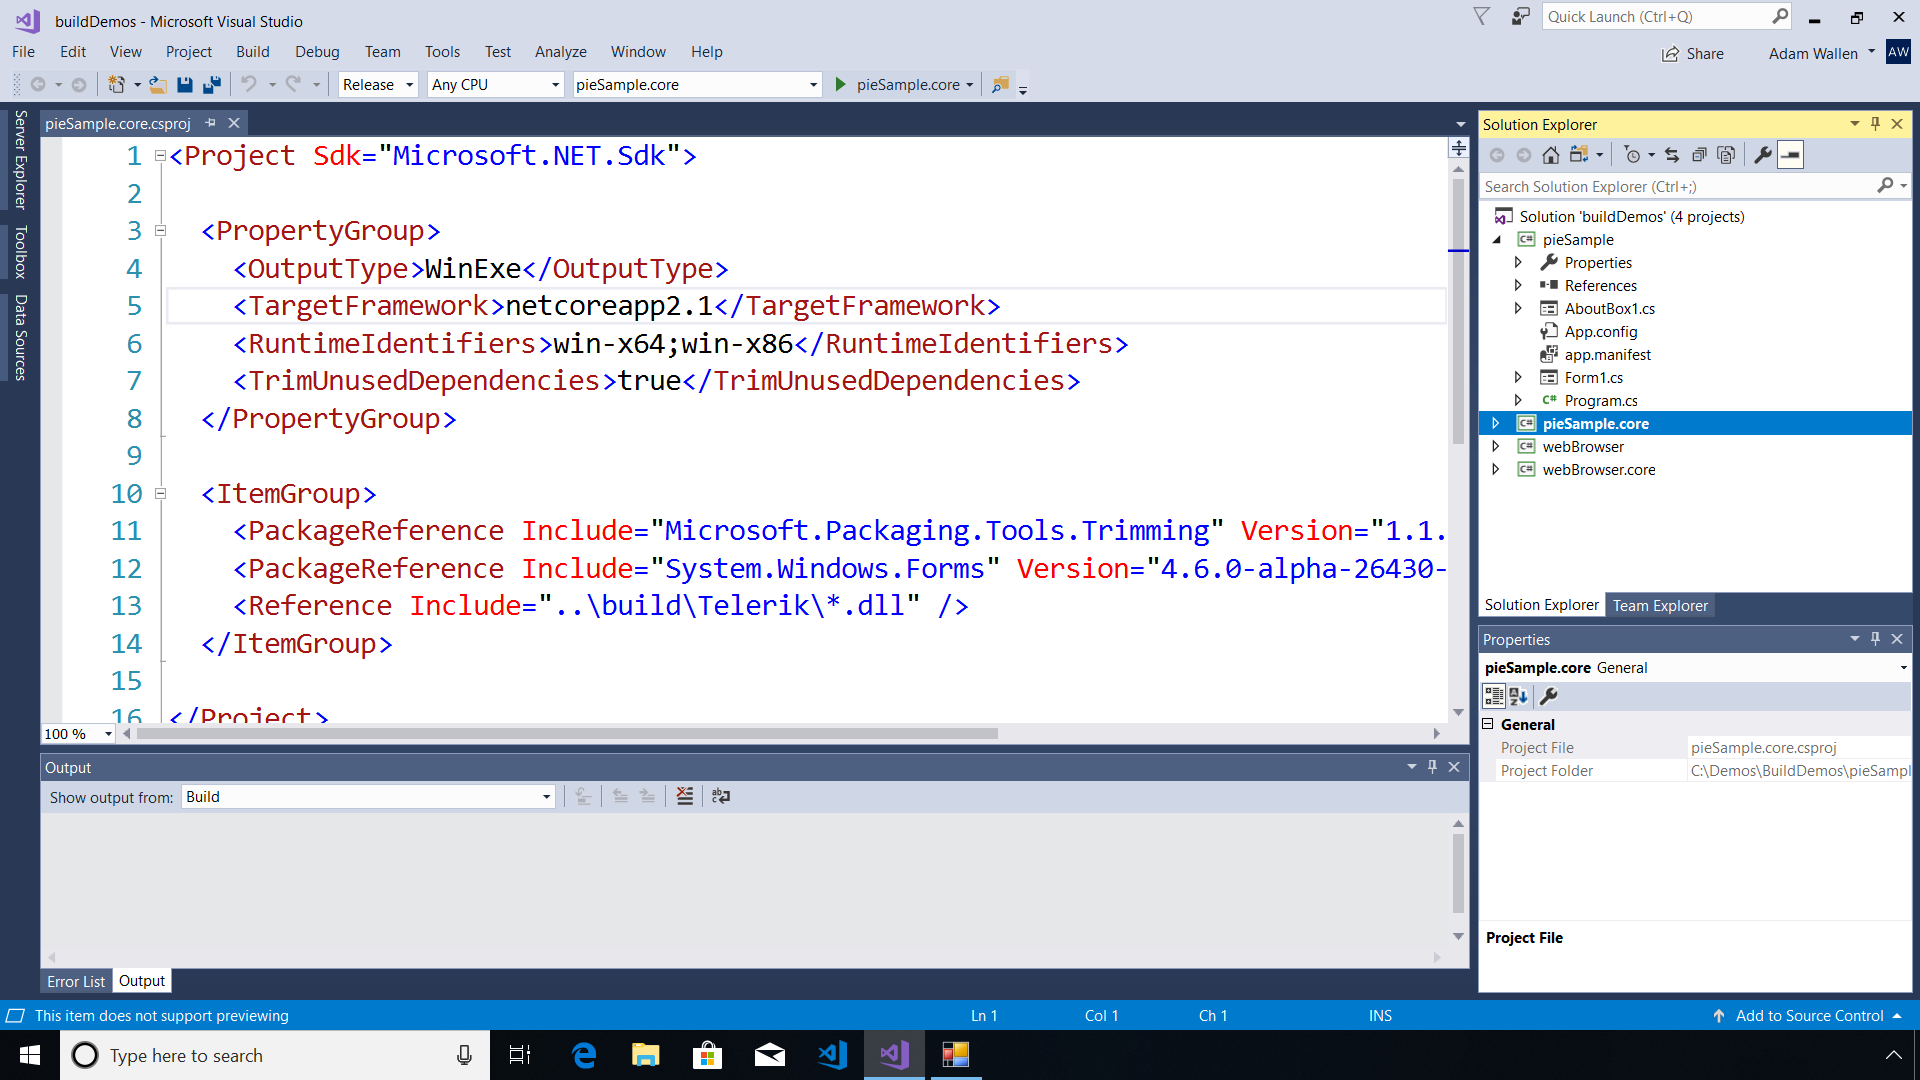 buildDemos - Microsoft Visual Studio
Quick Launch (Ctrl+Q)
File Edit View Project Build Debug Team Tools Test Analyze Window Help
Share
Adam Wallen
AW
Release
Any CPU
pieSample.core
pieSample.core
Server Explorer
Toolbox
Data Sources
pieSample.core.csproj
1 <Project Sdk="Microsoft.NET.Sdk">
2
3 <PropertyGroup>
4 <OutputType>WinExe</OutputType>
5 <TargetFramework>netcoreapp2.1</TargetFramework>
6 <RuntimeIdentifiers>win-x64;win-x86</RuntimeIdentifiers>
7 <TrimUnusedDependencies>true</TrimUnusedDependencies>
8 </PropertyGroup>
9
10 <ItemGroup>
11 <PackageReference Include="Microsoft.Packaging.Tools.Trimming" Version="1.1.
12 <PackageReference Include="System.Windows.Forms" Version="4.6.0-alpha-26430-
13 <Reference Include="..\build\Telerik\*.dll" />
14 </ItemGroup>
15
16 </Project>
100 %
Output
Show output from: Build
Error List Output
Solution Explorer
Search Solution Explorer (Ctrl+;)
Solution 'buildDemos' (4 projects)
C# pieSample
Properties
References
AboutBox1.cs
App.config
app.manifest
Form1.cs
C# Program.cs
C# pieSample.core
C# webBrowser
C# webBrowser.core
Solution Explorer Team Explorer
Properties
pieSample.core General
General
Project File pieSample.core.csproj
Project Folder C:\Demos\BuildDemos\pieSampl
Project File
This item does not support previewing
Ln 1 Col 1 Ch 1 INS
Add to Source Control
Type here to search